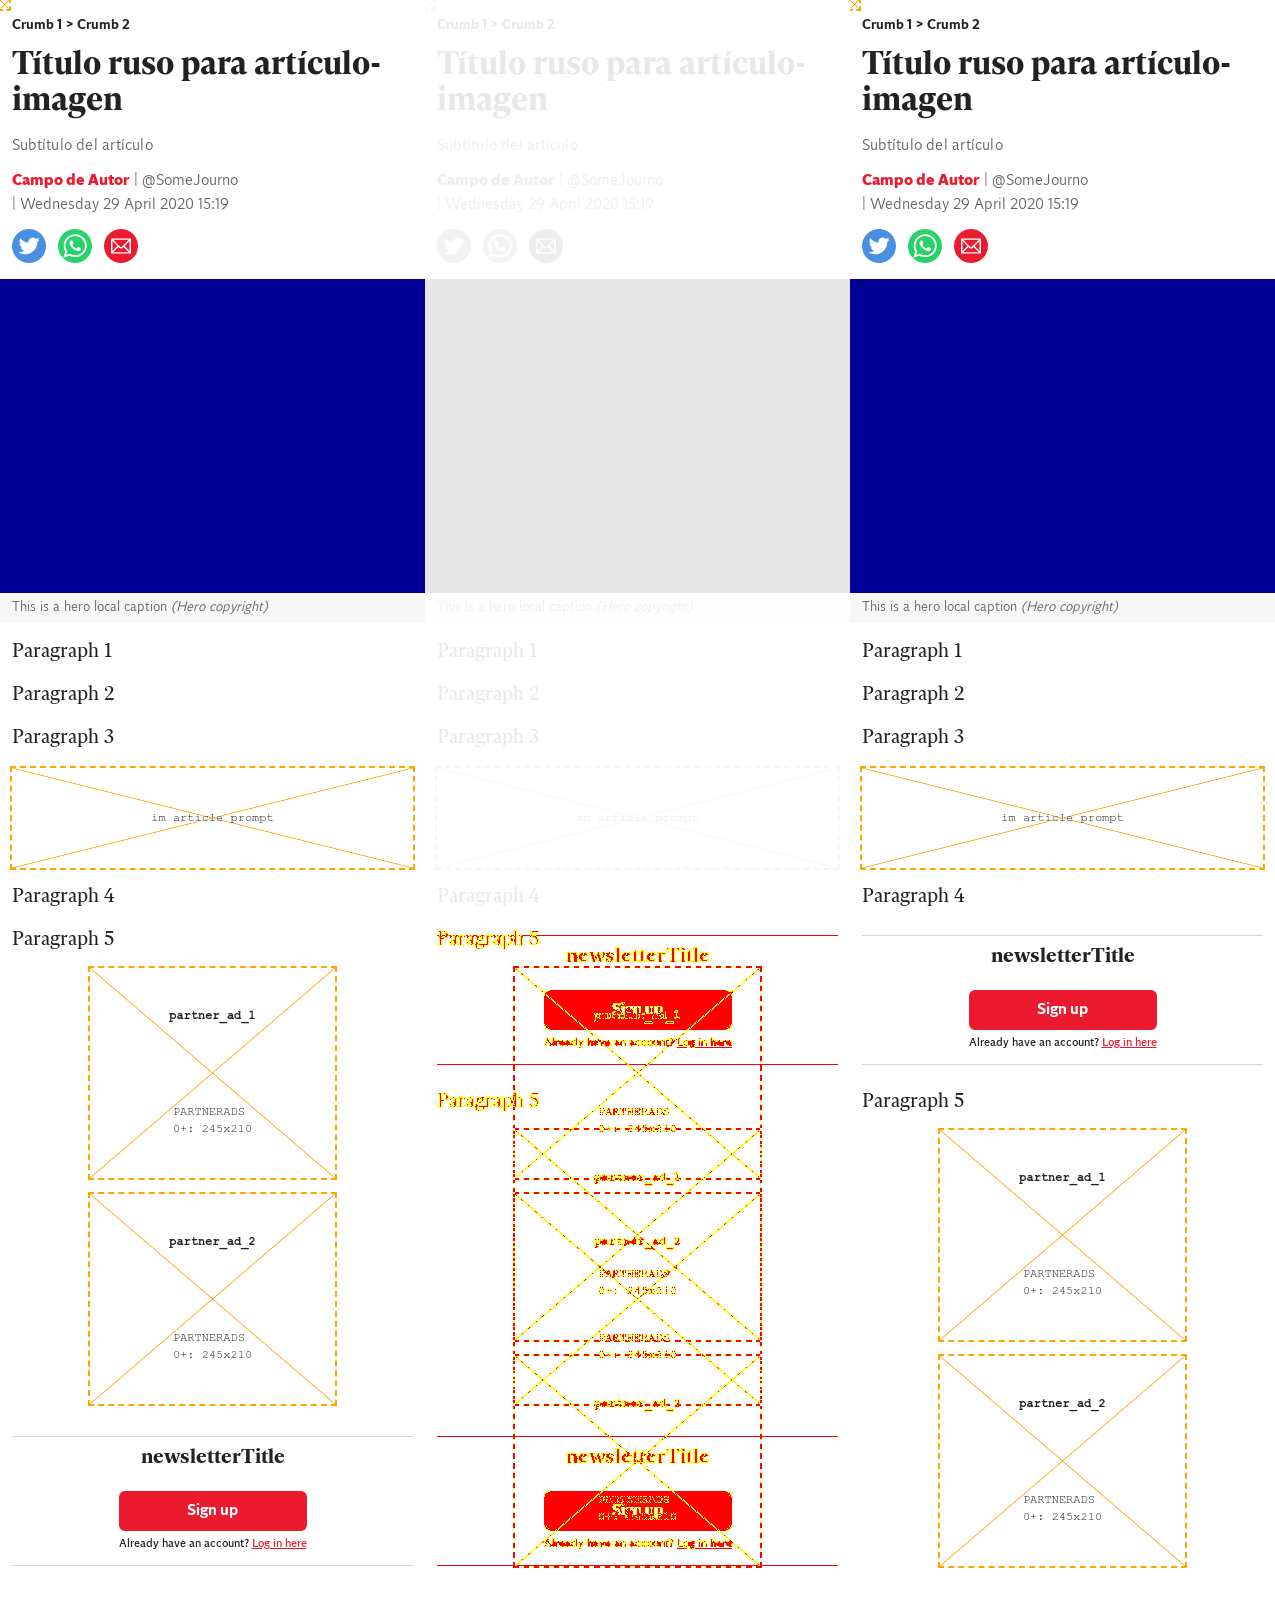 Crumb 1 > Crumb 2
Título ruso para artículo-
imagen
Subtítulo del artículo
Campo de Autor | @SomeJourno
| Wednesday 29 April 2020 15:19
This is a hero local caption (Hero copyright)
Paragraph 1
Paragraph 2
Paragraph 3
im article prompt
Paragraph 4
Paragraph 5
partner_ad_1
PARTNERADS
0+: 245x210
partner_ad_2
PARTNERADS
0+: 245x210
newsletterTitle
Sign up
Already have an account? Log in here
Crumb 1 > Crumb 2
Título ruso para artículo-
imagen
Subtítulo del artículo
Campo de Autor | @SomeJourno
| Wednesday 29 April 2020 15:19
This is a hero local caption (Hero copyright)
Paragraph 1
Paragraph 2
Paragraph 3
im article prompt
Paragraph 4
Paragraph 5
newsletterTitle
Sign up
partner_ad_1
Already have an account? Log in here
Paragraph 5
PARTNERADS
0+: 245x210
partner_ad_1
partner_ad_2
PARTNERADS
0+: 245x210
PARTNERADS
0+: 245x210
partner_ad_2
newsletterTitle
PARTNERADS
Sign up
0+: 245x210
Already have an account? Log in here
Crumb 1 > Crumb 2
Título ruso para artículo-
imagen
Subtítulo del artículo
Campo de Autor | @SomeJourno
| Wednesday 29 April 2020 15:19
This is a hero local caption (Hero copyright)
Paragraph 1
Paragraph 2
Paragraph 3
im article prompt
Paragraph 4
newsletterTitle
Sign up
Already have an account? Log in here
Paragraph 5
partner_ad_1
PARTNERADS
0+: 245x210
partner_ad_2
PARTNERADS
0+: 245x210